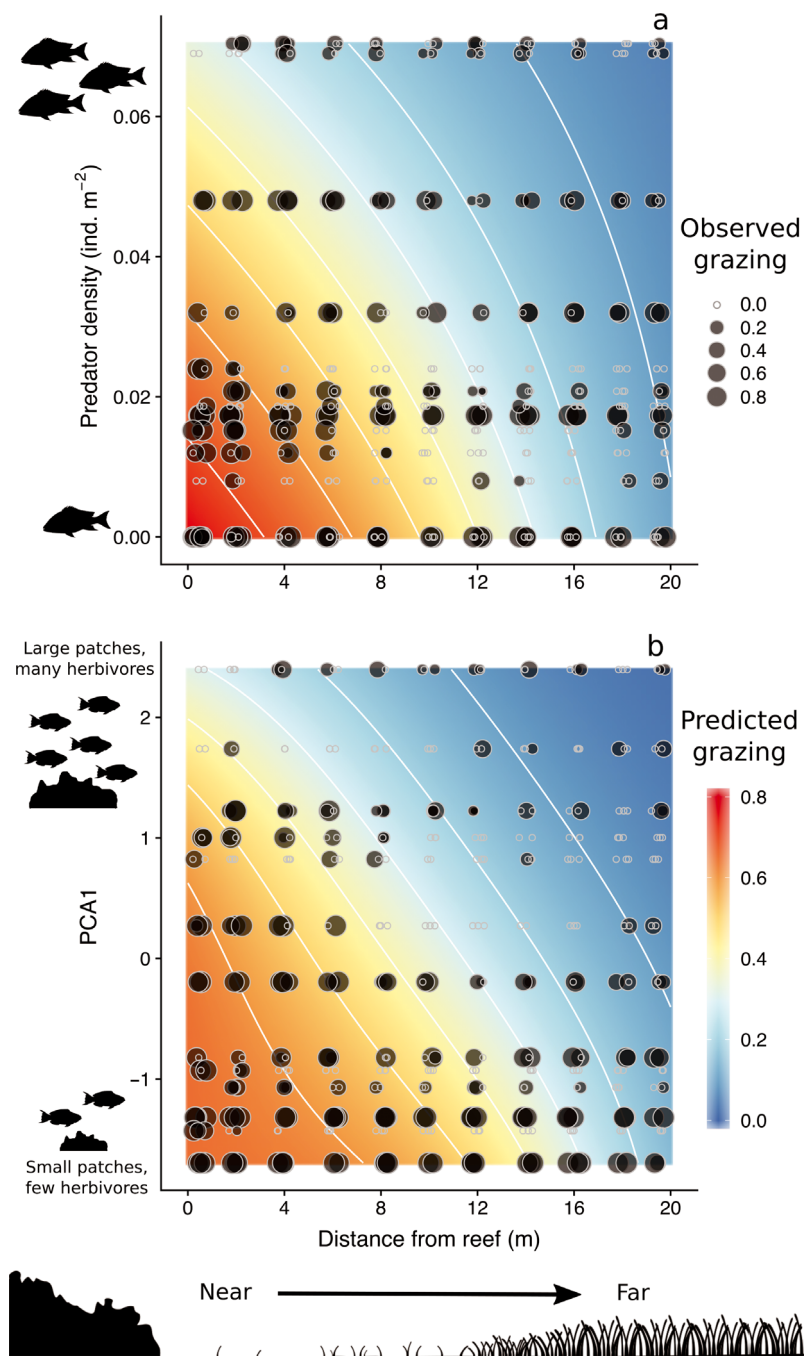 a
Predator density (ind. m⁻²)
0.06
0.04
0.02
0.00
0 4 8 12 16 20
Observed
grazing
0.0
0.2
0.4
0.6
0.8
b
Large patches,
many herbivores
Small patches,
few herbivores
PCA1
2
1
0
−1
0 4 8 12 16 20
Distance from reef (m)
Predicted
grazing
0.8
0.6
0.4
0.2
0.0
Near Far